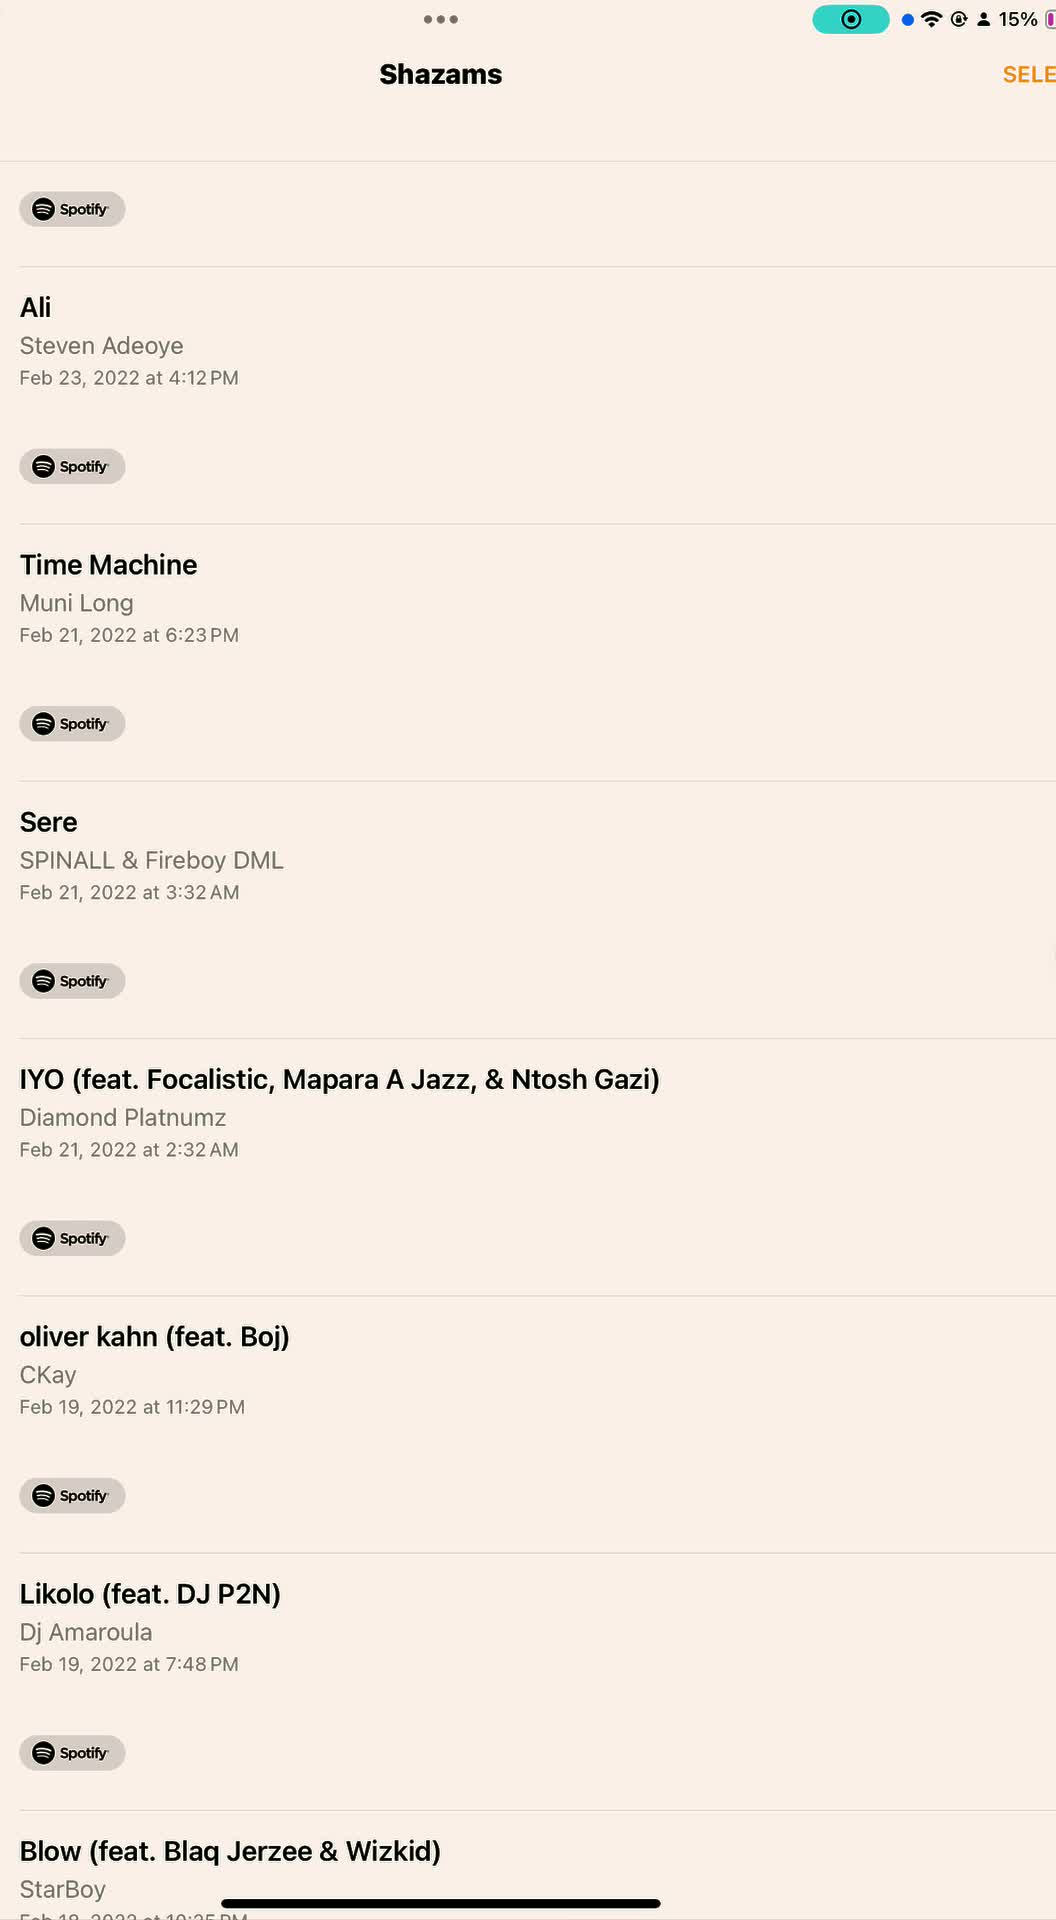 15%
Shazams
SELE
Spotify
Ali
Steven Adeoye
Feb 23, 2022 at 4:12 PM
Spotify
Time Machine
Muni Long
Feb 21, 2022 at 6:23 PM
Spotify
Sere
SPINALL & Fireboy DML
Feb 21, 2022 at 3:32 AM
Spotify
IYO (feat. Focalistic, Mapara A Jazz, & Ntosh Gazi)
Diamond Platnumz
Feb 21, 2022 at 2:32 AM
Spotify
oliver kahn (feat. Boj)
CKay
Feb 19, 2022 at 11:29 PM
Spotify
Likolo (feat. DJ P2N)
Dj Amaroula
Feb 19, 2022 at 7:48 PM
Spotify
Blow (feat. Blaq Jerzee & Wizkid)
StarBoy